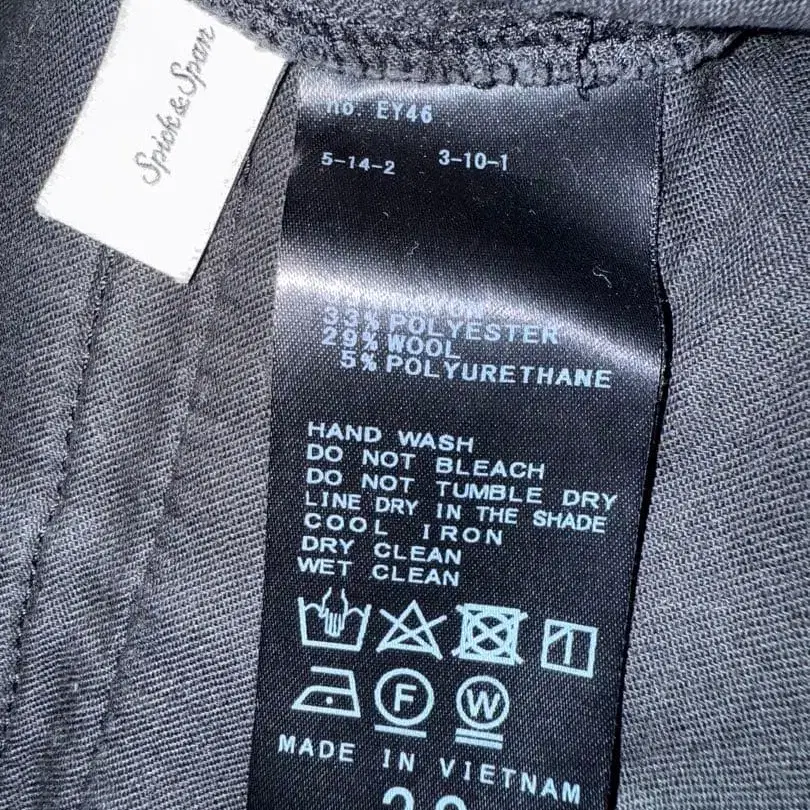 Spick & Span
no. EY46
5-14-2 3-10-1
33% POLYESTER
29% WOOL
5% POLYURETHANE
HAND WASH
DO NOT BLEACH
DO NOT TUMBLE DRY
LINE DRY IN THE SHADE
COOL IRON
DRY CLEAN
WET CLEAN
F W
MADE IN VIETNAM